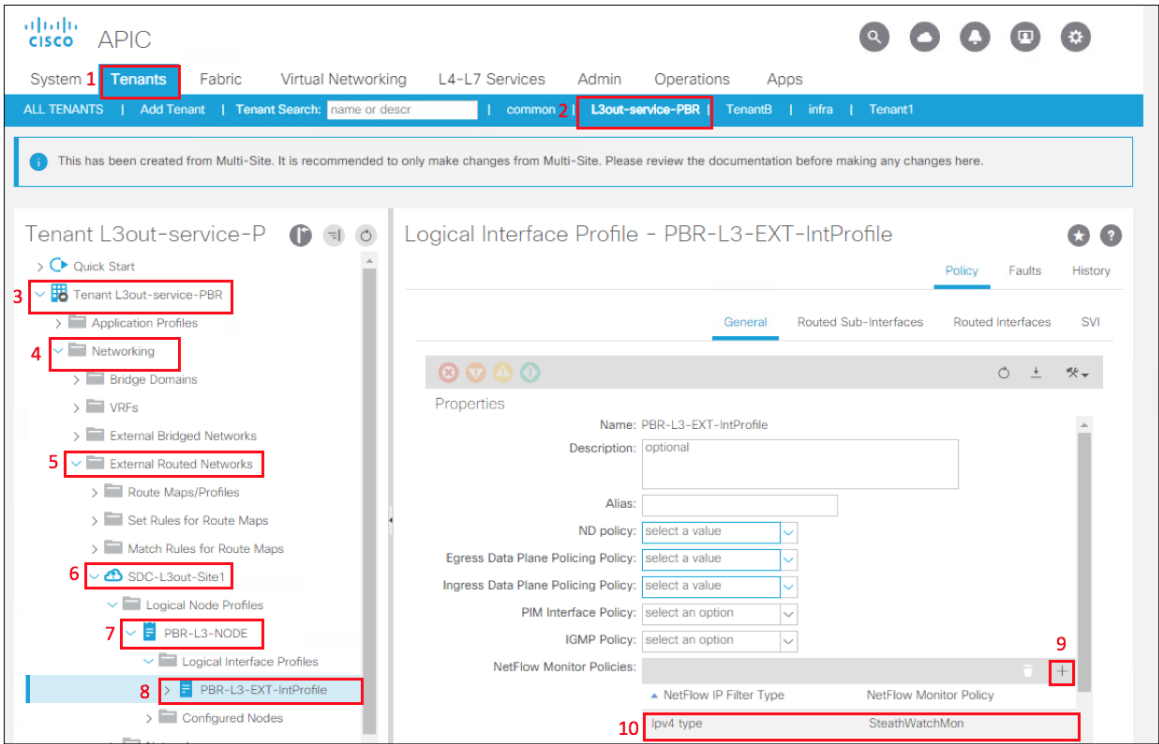 CISCO APIC
System 1 Tenants Fabric Virtual Networking L4-L7 Services Admin Operations Apps
ALL TENANTS | Add Tenant | Tenant Search: name or descr | common 2 | L3out-service-PBR | TenantB | infra | Tenant1
i This has been created from Multi-Site. It is recommended to only make changes from Multi-Site. Please review the documentation before making any changes here.
Tenant L3out-service-P
Quick Start
3 Tenant L3out-service-PBR
Application Profiles
4 Networking
Bridge Domains
VRFs
External Bridged Networks
5 External Routed Networks
Route Maps/Profiles
Set Rules for Route Maps
Match Rules for Route Maps
6 SDC-L3out-Site1
Logical Node Profiles
7 PBR-L3-NODE
Logical Interface Profiles
8 PBR-L3-EXT-IntProfile
Configured Nodes
Logical Interface Profile - PBR-L3-EXT-IntProfile
Policy Faults History
General Routed Sub-Interfaces Routed Interfaces SVI
Properties
Name: PBR-L3-EXT-IntProfile
Description: optional
Alias:
ND policy: select a value
Egress Data Plane Policing Policy: select a value
Ingress Data Plane Policing Policy: select a value
PIM Interface Policy: select an option
IGMP Policy: select an option
9
NetFlow Monitor Policies: +
NetFlow IP Filter Type NetFlow Monitor Policy
10 Ipv4 type SteathWatchMon